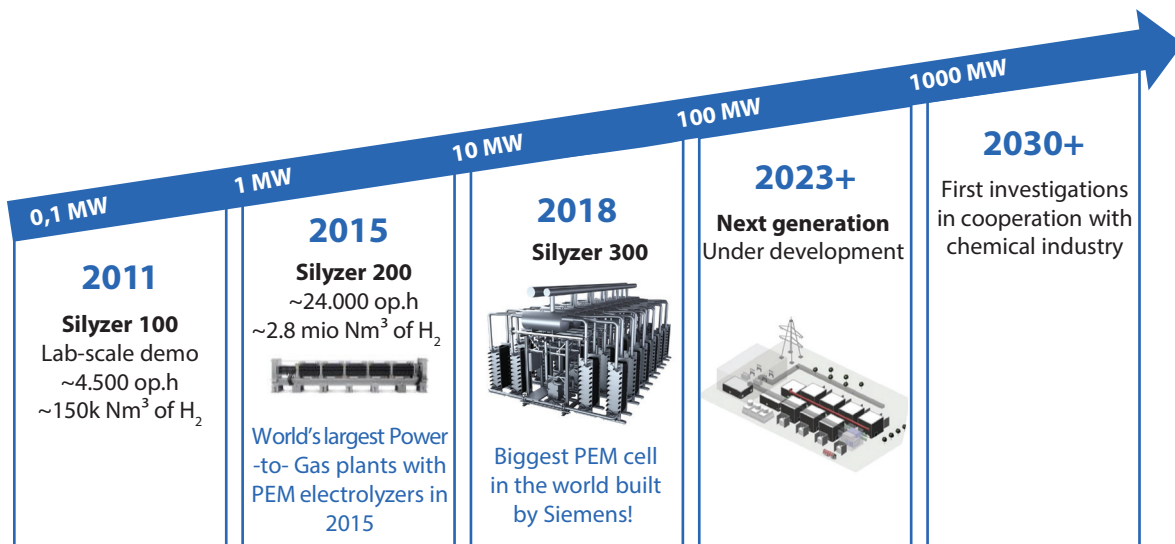 0,1 MW
1 MW
10 MW
100 MW
1000 MW
2011
Silyzer 100
Lab-scale demo
~4.500 op.h
~150k Nm³ of H₂
2015
Silyzer 200
~24.000 op.h
~2.8 mio Nm³ of H₂
World's largest Power
-to- Gas plants with
PEM electrolyzers in
2015
2018
Silyzer 300
Biggest PEM cell
in the world built
by Siemens!
2023+
Next generation
Under development
2030+
First investigations
in cooperation with
chemical industry